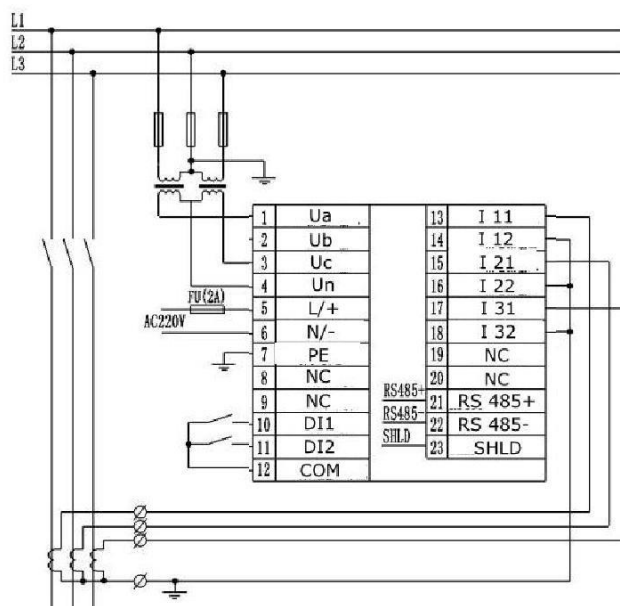 L1
L2
L3
1 Ua 13 I 11
2 Ub 14 I 12
3 Uc 15 I 21
4 Un 16 I 22
FU(2A) 5 L/+ 17 I 31
AC220V 6 N/- 18 I 32
7 PE 19 NC
8 NC 20 NC
9 NC RS485+ 21 RS 485+
10 DI1 RS485- 22 RS 485-
11 DI2 SHLD 23 SHLD
12 COM